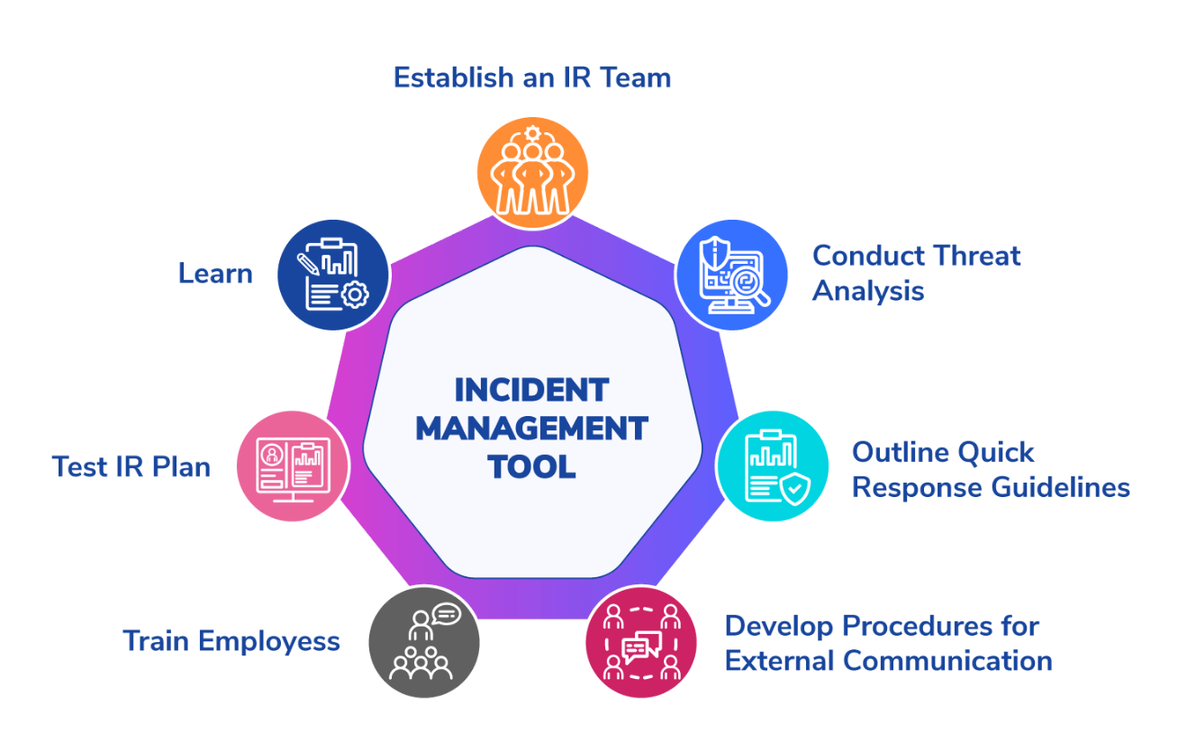 Establish an IR Team
Conduct Threat
Analysis
Outline Quick
Response Guidelines
Develop Procedures for
External Communication
Train Employess
Test IR Plan
Learn
INCIDENT
MANAGEMENT
TOOL